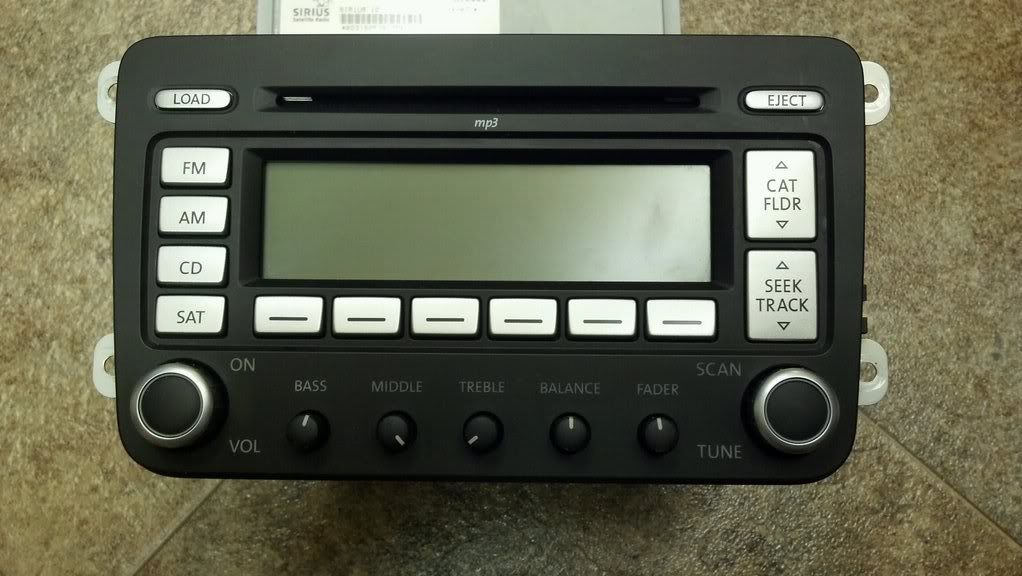 SIRIUS
Satellite Radio
LOAD
EJECT
mp3
FM
AM
CD
SAT
CAT
FLDR
SEEK
TRACK
ON
VOL
BASS
MIDDLE
TREBLE
BALANCE
FADER
SCAN
TUNE